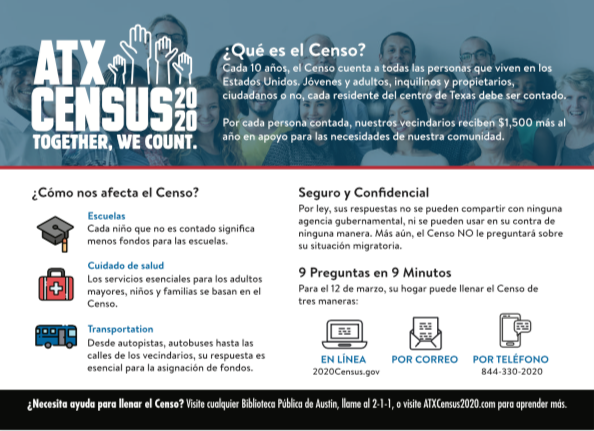 ATX
CENSUS 20
20
TOGETHER, WE COUNT.
¿Qué es el Censo?
Cada 10 años, el Censo cuenta a todas las personas que viven en los
Estados Unidos. Jóvenes y adultos, inquilinos y propietarios,
ciudadanos o no, cada residente del centro de Texas debe ser contado.
Por cada persona contada, nuestros vecindarios reciben $1,500 más al
año en apoyo para las necesidades de nuestra comunidad.
¿Cómo nos afecta el Censo?
Escuelas
Cada niño que no es contado significa
menos fondos para las escuelas.
Cuidado de salud
Los servicios esenciales para los adultos
mayores, niños y familias se basan en el
Censo.
Transportation
Desde autopistas, autobuses hasta las
calles de los vecindarios, su respuesta es
esencial para la asignación de fondos.
Seguro y Confidencial
Por ley, sus respuestas no se pueden compartir con ninguna
agencia gubernamental, ni se pueden usar en su contra de
ninguna manera. Más aún, el Censo NO le preguntará sobre
su situación migratoria.
9 Preguntas en 9 Minutos
Para el 12 de marzo, su hogar puede llenar el Censo de
tres maneras:
EN LÍNEA
2020Census.gov
POR CORREO
POR TELÉFONO
844-330-2020
¿Necesita ayuda para llenar el Censo? Visite cualquier Biblioteca Pública de Austin, llame al 2-1-1, o visite ATXCensus2020.com para aprender más.